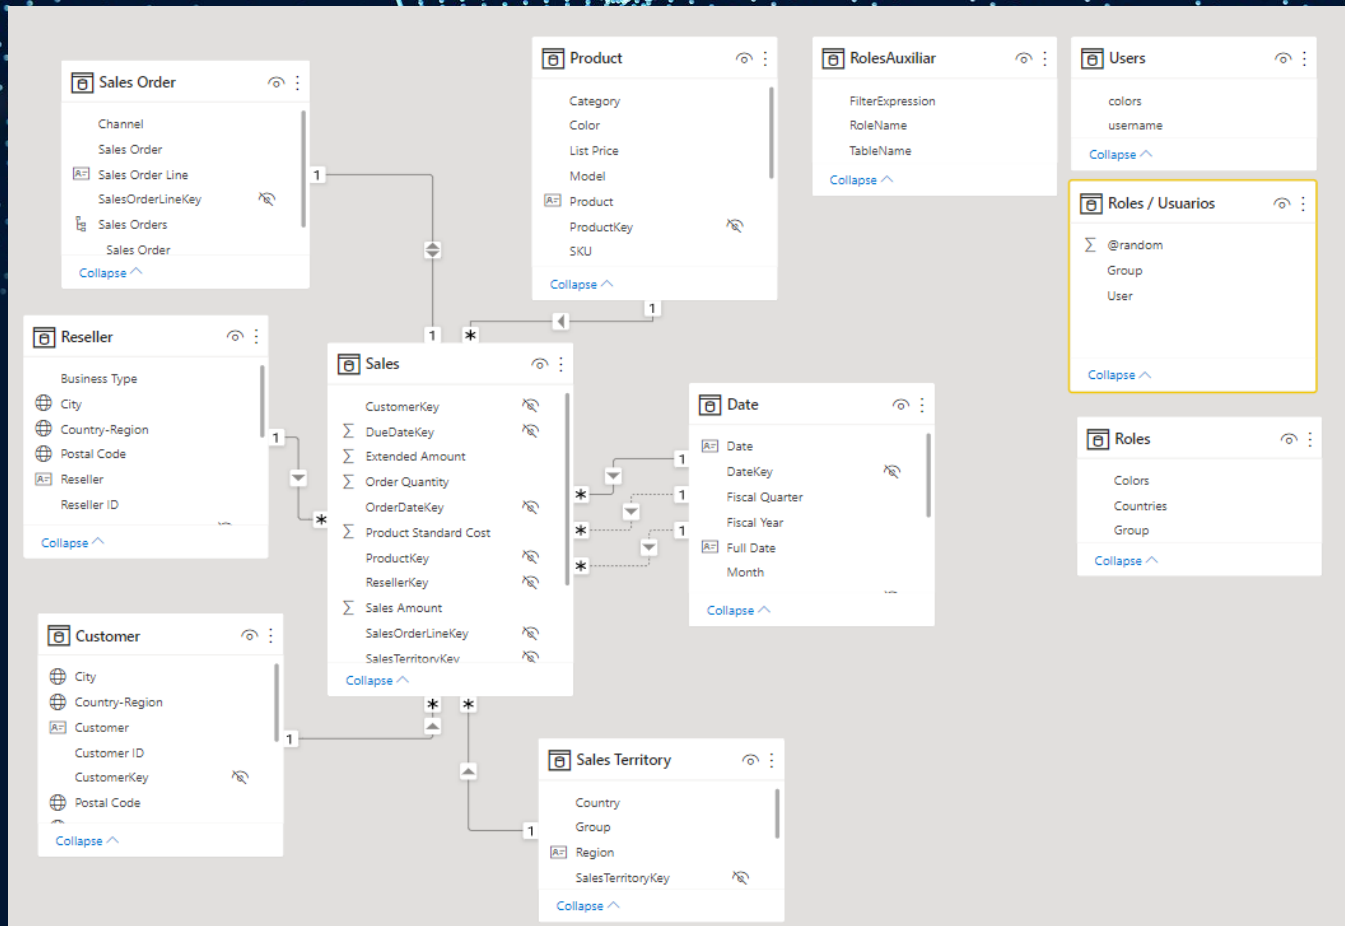 Sales Order
Channel
Sales Order
Sales Order Line
SalesOrderLineKey
Sales Orders
Sales Order
Collapse
Product
Category
Color
List Price
Model
Product
ProductKey
SKU
Collapse
RolesAuxiliar
FilterExpression
RoleName
TableName
Collapse
Users
colors
username
Collapse
Roles / Usuarios
@random
Group
User
Collapse
Roles
Colors
Countries
Group
Collapse
Reseller
Business Type
City
Country-Region
Postal Code
Reseller
Reseller ID
Collapse
Sales
CustomerKey
DueDateKey
Extended Amount
Order Quantity
OrderDateKey
Product Standard Cost
ProductKey
ResellerKey
Sales Amount
SalesOrderLineKey
SalesTerritoryKey
Collapse
Date
Date
DateKey
Fiscal Quarter
Fiscal Year
Full Date
Month
Collapse
Customer
City
Country-Region
Customer
Customer ID
CustomerKey
Postal Code
Collapse
Sales Territory
Country
Group
Region
SalesTerritoryKey
Collapse
1
1
1
*
1
*
1
*
1
*
1
*
1
*
1
*
1